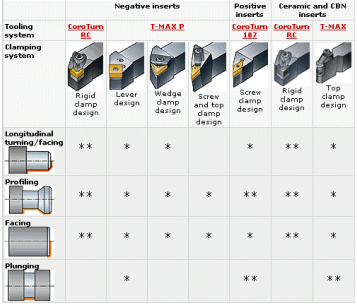 Negative inserts Positive inserts Ceramic and CBN inserts
Tooling system CoroTurn RC T-MAX P CoroTurn 107 CoroTurn RC T-MAX
Clamping system Rigid clamp design Lever design Wedge clamp design Screw and top clamp design Screw clamp design Rigid clamp design Top clamp design
Longitudinal turning/facing ** * * * ** *
Profiling ** * * * ** ** *
Facing ** * * * * ** *
Plunging * ** **